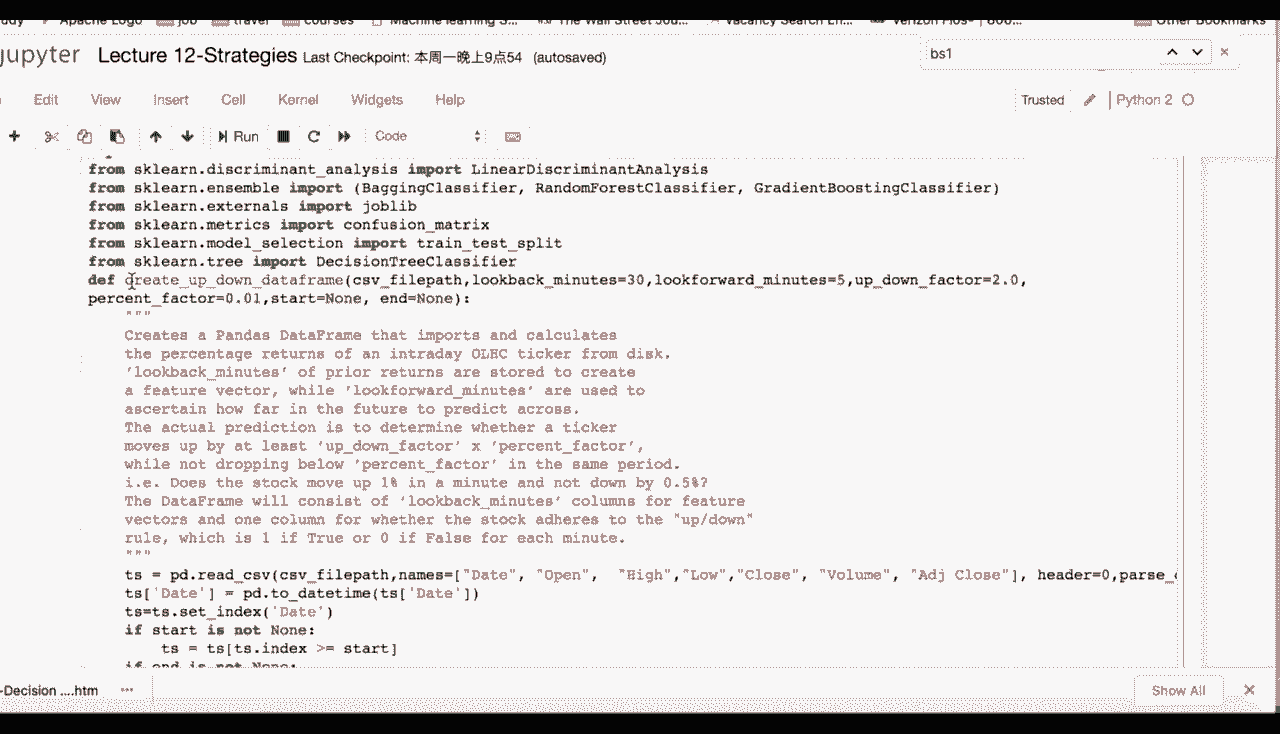 Apache Logo job travel courses Machine learning S... The Wall Street Jou... Vacancy Search En... Verizon Fios- | 800... Other Bookmarks
jupyter Lecture 12-Strategies Last Checkpoint: 本周一晚上9点54 (autosaved)
bs1
Edit View Insert Cell Kernel Widgets Help Trusted Python 2
Run Code
from sklearn.discriminant_analysis import LinearDiscriminantAnalysis
from sklearn.ensemble import (BaggingClassifier, RandomForestClassifier, GradientBoostingClassifier)
from sklearn.externals import joblib
from sklearn.metrics import confusion_matrix
from sklearn.model_selection import train_test_split
from sklearn.tree import DecisionTreeClassifier
def create_up_down_dataframe(csv_filepath,lookback_minutes=30,lookforward_minutes=5,up_down_factor=2.0,
percent_factor=0.01,start=None, end=None):
"""
Creates a Pandas DataFrame that imports and calculates
the percentage returns of an intraday OLHC ticker from disk.
'lookback_minutes' of prior returns are stored to create
a feature vector, while 'lookforward_minutes' are used to
ascertain how far in the future to predict across.
The actual prediction is to determine whether a ticker
moves up by at least 'up_down_factor' x 'percent_factor',
while not dropping below 'percent_factor' in the same period.
i.e. Does the stock move up 1% in a minute and not down by 0.5%?
The DataFrame will consist of 'lookback_minutes' columns for feature
vectors and one column for whether the stock adheres to the "up/down"
rule, which is 1 if True or 0 if False for each minute.
"""
ts = pd.read_csv(csv_filepath,names=["Date", "Open", "High","Low","Close", "Volume", "Adj Close"], header=0,parse_
ts['Date'] = pd.to_datetime(ts['Date'])
ts=ts.set_index('Date')
if start is not None:
ts = ts[ts.index >= start]
if end is not None:
-Decision ....htm Show All